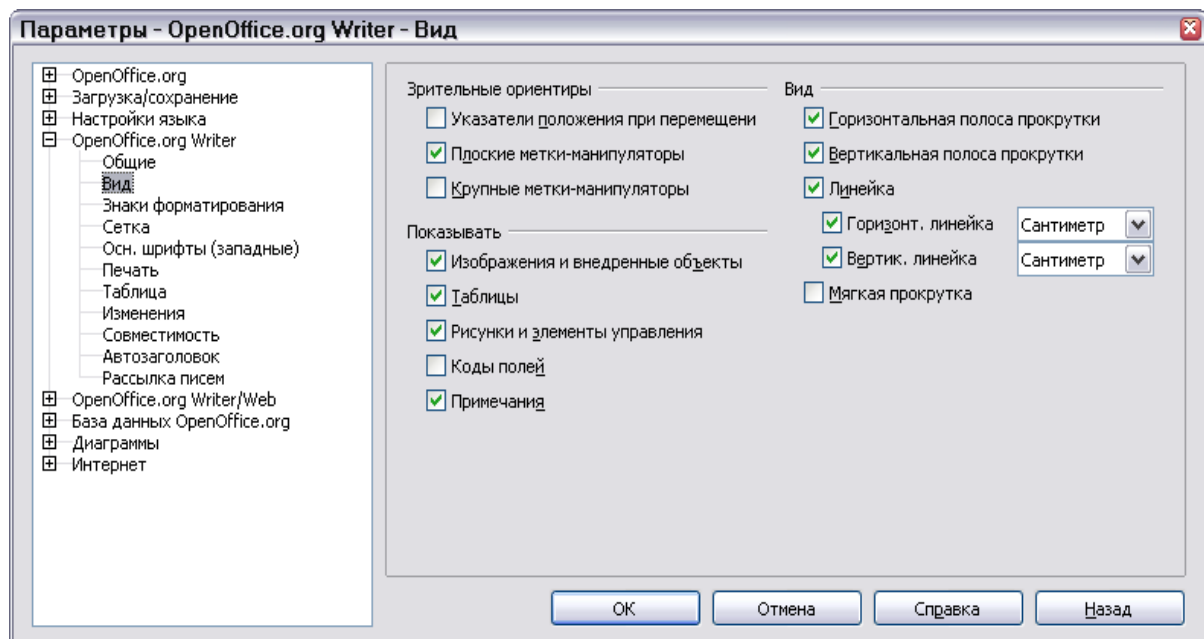 Параметры - OpenOffice.org Writer - Вид
OpenOffice.org
Загрузка/сохранение
Настройки языка
OpenOffice.org Writer
Общие
Вид
Знаки форматирования
Сетка
Осн. шрифты (западные)
Печать
Таблица
Изменения
Совместимость
Автозаголовок
Рассылка писем
OpenOffice.org Writer/Web
База данных OpenOffice.org
Диаграммы
Интернет
Зрительные ориентиры
Указатели положения при перемещени
Плоские метки-манипуляторы
Крупные метки-манипуляторы
Показывать
Изображения и внедренные объекты
Таблицы
Рисунки и элементы управления
Коды полей
Примечания
Вид
Горизонтальная полоса прокрутки
Вертикальная полоса прокрутки
Линейка
Горизонт. линейка Сантиметр
Вертик. линейка Сантиметр
Мягкая прокрутка
ОК Отмена Справка Назад